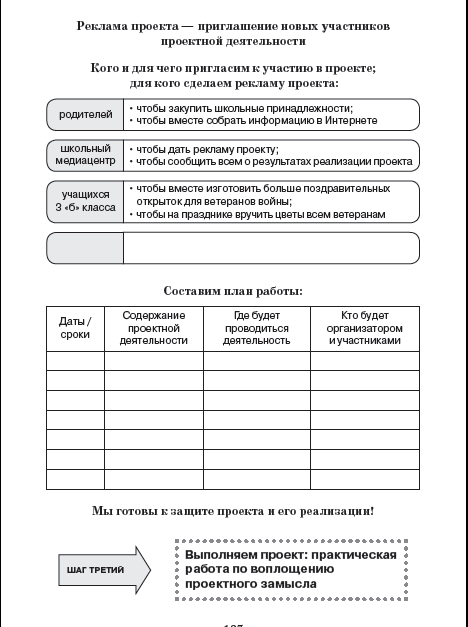 Реклама проекта — приглашение новых участников
проектной деятельности
Кого и для чего пригласим к участию в проекте;
для кого сделаем рекламу проекта:
родителей
• чтобы закупить школьные принадлежности;
• чтобы вместе собрать информацию в Интернете
школьный
медиацентр
• чтобы дать рекламу проекту;
• чтобы сообщить всем о результатах реализации проекта
учащихся
3 «б» класса
• чтобы вместе изготовить больше поздравительных
открыток для ветеранов войны;
• чтобы на празднике вручить цветы всем ветеранам
Составим план работы:
Даты /
сроки
Содержание
проектной
деятельности
Где будет
проводиться
деятельность
Кто будет
организатором
и участниками
Мы готовы к защите проекта и его реализации!
ШАГ ТРЕТИЙ
Выполняем проект: практическая
работа по воплощению
проектного замысла